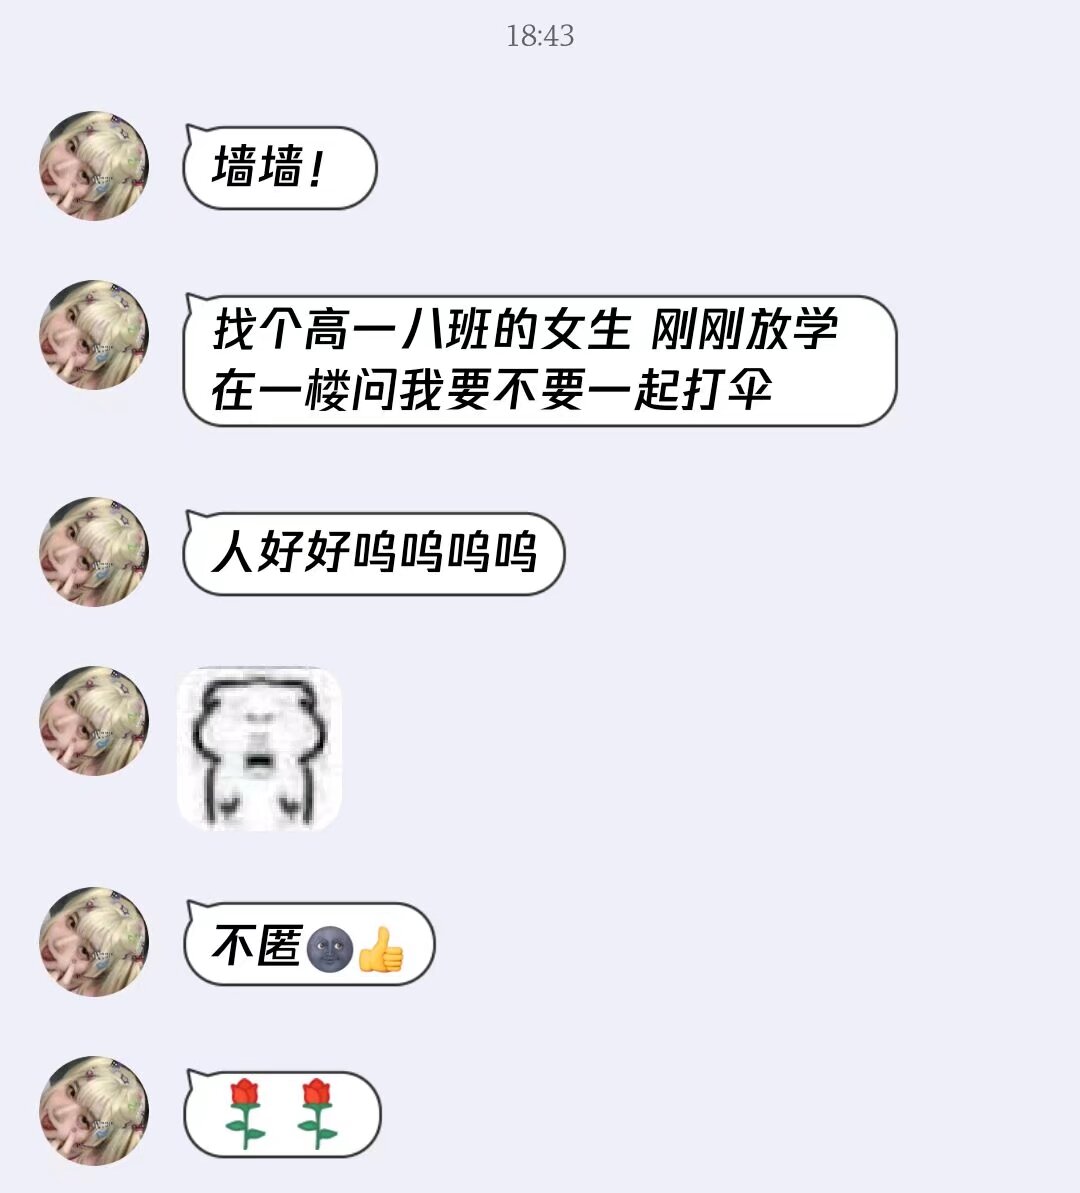 18:43
墙墙！
找个高一八班的女生 刚刚放学
在一楼问我要不要一起打伞
人好好呜呜呜呜
不匿🌚👍
🌹 🌹